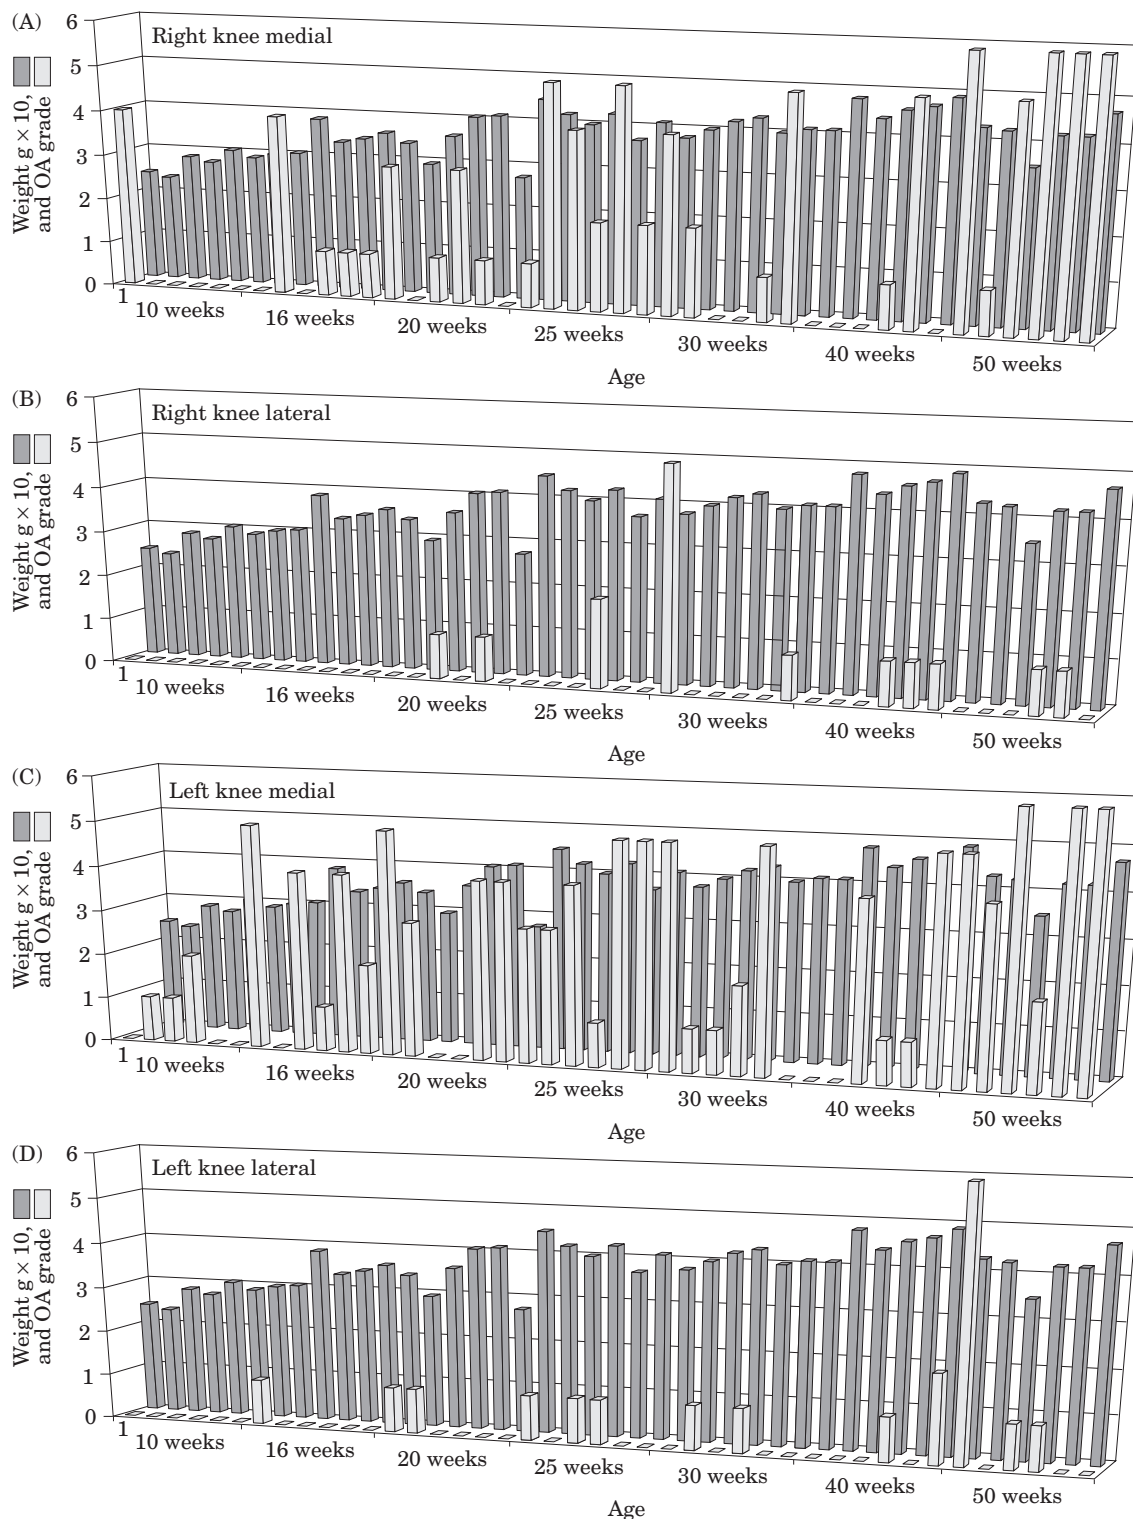 (A)
Right knee medial
Weight g × 10,
and OA grade
6
5
4
3
2
1
0
1
10 weeks
16 weeks
20 weeks
25 weeks
30 weeks
40 weeks
50 weeks
Age
(B)
Right knee lateral
Weight g × 10,
and OA grade
6
5
4
3
2
1
0
1
10 weeks
16 weeks
20 weeks
25 weeks
30 weeks
40 weeks
50 weeks
Age
(C)
Left knee medial
Weight g × 10,
and OA grade
6
5
4
3
2
1
0
1
10 weeks
16 weeks
20 weeks
25 weeks
30 weeks
40 weeks
50 weeks
Age
(D)
Left knee lateral
Weight g × 10,
and OA grade
6
5
4
3
2
1
0
1
10 weeks
16 weeks
20 weeks
25 weeks
30 weeks
40 weeks
50 weeks
Age